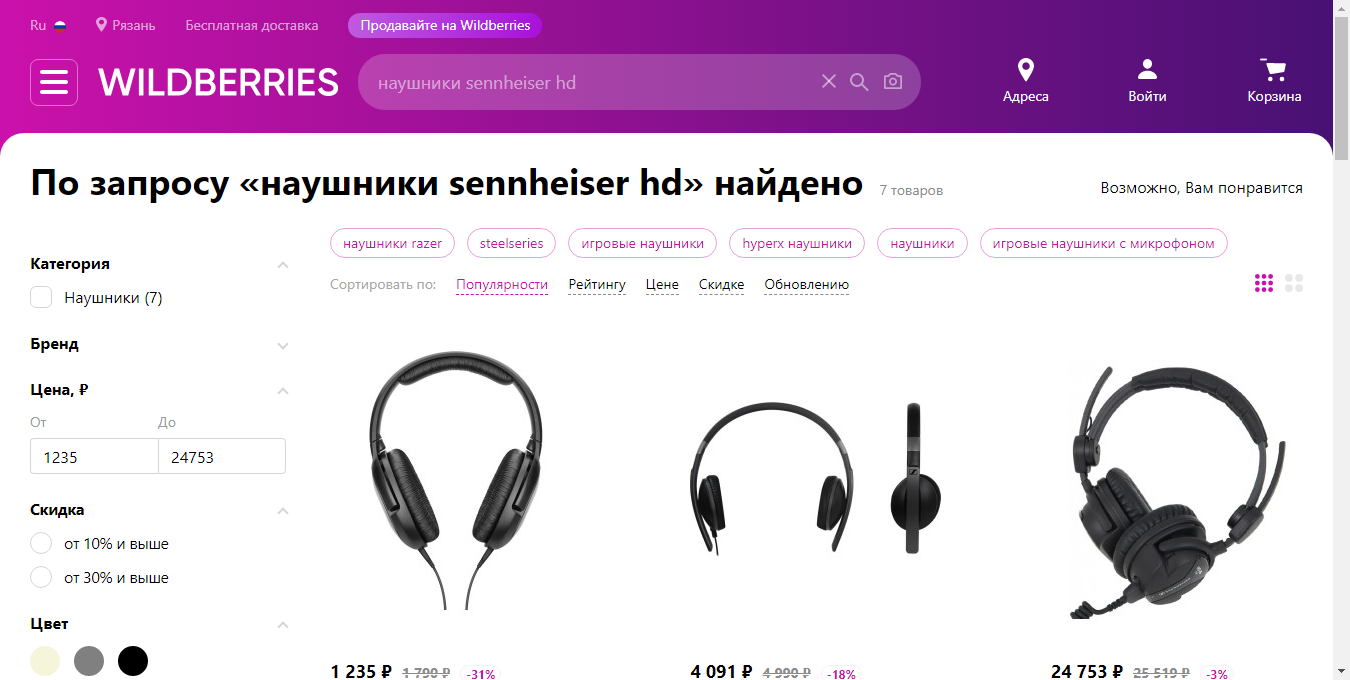 Ru Рязань Бесплатная доставка Продавайте на Wildberries
WILDBERRIES наушники sennheiser hd
Адреса Войти Корзина
По запросу «наушники sennheiser hd» найдено 7 товаров Возможно, Вам понравится
наушники razer steelseries игровые наушники hyperx наушники наушники игровые наушники с микрофоном
Сортировать по: Популярности Рейтингу Цене Скидке Обновлению
Категория
Наушники (7)
Бренд
Цена, ₽
От До
1235 24753
Скидка
от 10% и выше
от 30% и выше
Цвет
1 235 ₽ 1 790 ₽ -31% 4 091 ₽ 4 990 ₽ -18% 24 753 ₽ 25 519 ₽ -3%